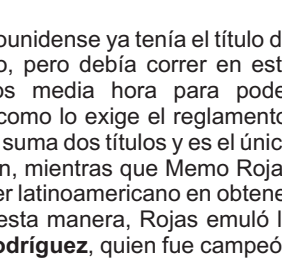 ounidense ya tenía el título d
o, pero debía correr en est
os media hora para pode
como lo exige el reglamento
suma dos títulos y es el únic
n, mientras que Memo Roja
er latinoamericano en obtene
esta manera, Rojas emuló l
odríguez, quien fue campeó